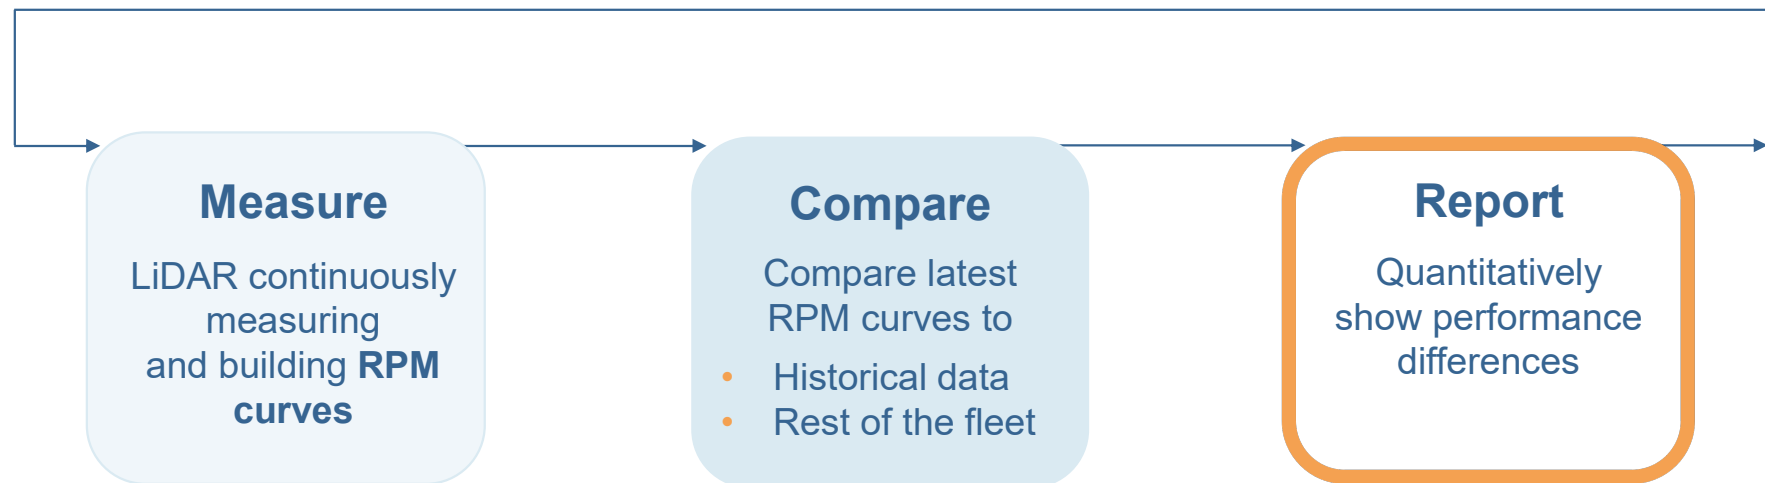 Measure
LiDAR continuously
measuring
and building RPM
curves
Compare
Compare latest
RPM curves to
• Historical data
• Rest of the fleet
Report
Quantitatively
show performance
differences